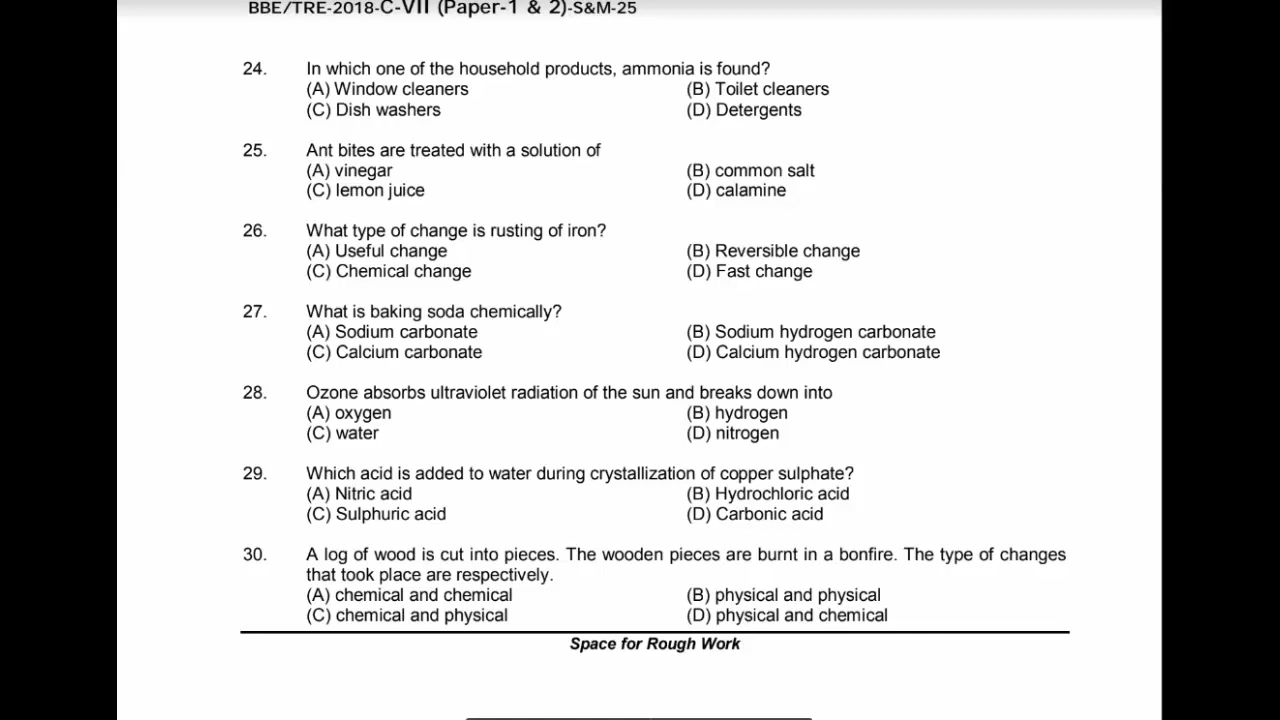 BBE/TRE-2018-C-VII (Paper-1 & 2)-S&M-25
24. In which one of the household products, ammonia is found?
(A) Window cleaners (B) Toilet cleaners
(C) Dish washers (D) Detergents
25. Ant bites are treated with a solution of
(A) vinegar (B) common salt
(C) lemon juice (D) calamine
26. What type of change is rusting of iron?
(A) Useful change (B) Reversible change
(C) Chemical change (D) Fast change
27. What is baking soda chemically?
(A) Sodium carbonate (B) Sodium hydrogen carbonate
(C) Calcium carbonate (D) Calcium hydrogen carbonate
28. Ozone absorbs ultraviolet radiation of the sun and breaks down into
(A) oxygen (B) hydrogen
(C) water (D) nitrogen
29. Which acid is added to water during crystallization of copper sulphate?
(A) Nitric acid (B) Hydrochloric acid
(C) Sulphuric acid (D) Carbonic acid
30. A log of wood is cut into pieces. The wooden pieces are burnt in a bonfire. The type of changes
that took place are respectively.
(A) chemical and chemical (B) physical and physical
(C) chemical and physical (D) physical and chemical
Space for Rough Work